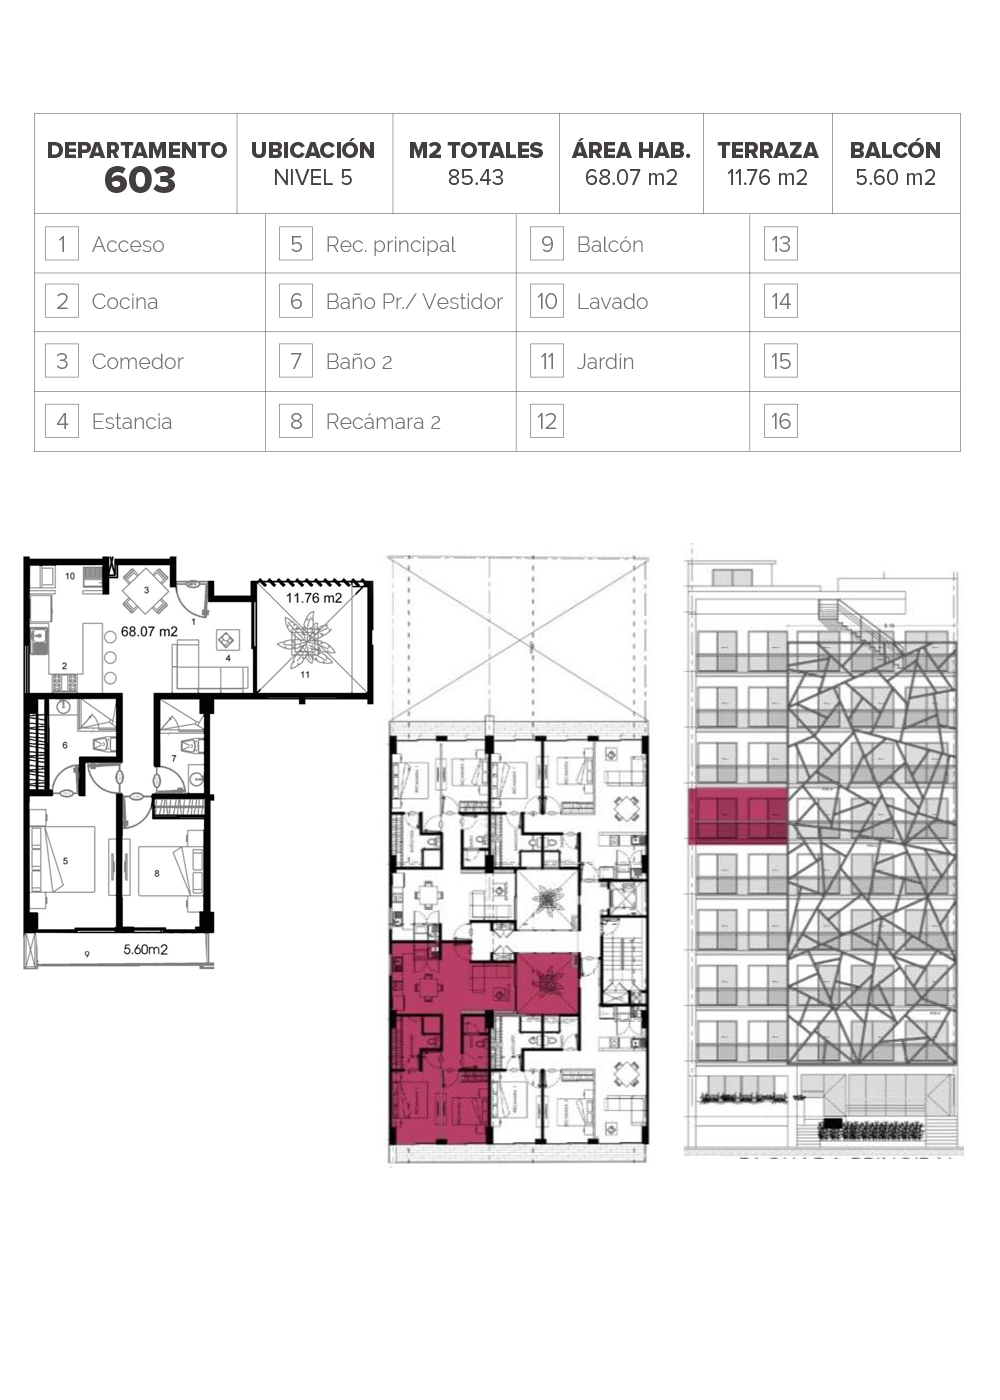 DEPARTAMENTO
603
UBICACIÓN
NIVEL 5
M2 TOTALES
85.43
ÁREA HAB.
68.07 m2
TERRAZA
11.76 m2
BALCÓN
5.60 m2
1 Acceso
5 Rec. principal
9 Balcón
13
2 Cocina
6 Baño Pr./ Vestidor
10 Lavado
14
3 Comedor
7 Baño 2
11 Jardín
15
4 Estancia
8 Recámara 2
12
16
10
3
11.76 m2
1
68.07 m2
4
2
11
6
7
5
8
9
5.60m2